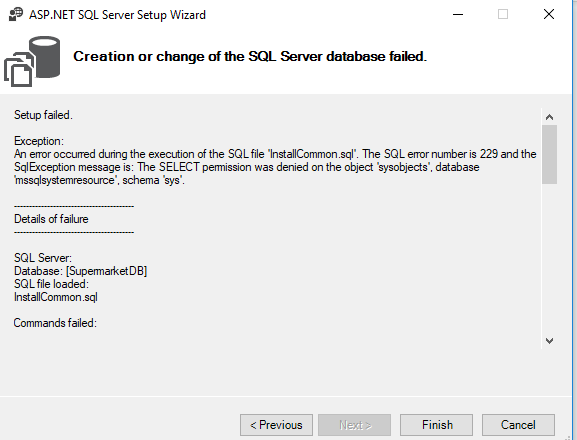 ASP.NET SQL Server Setup Wizard
Creation or change of the SQL Server database failed.
Setup failed.
Exception:
An error occurred during the execution of the SQL file 'InstallCommon.sql'. The SQL error number is 229 and the
SqlException message is: The SELECT permission was denied on the object 'sysobjects', database
'mssqlsystemresource', schema 'sys'.
----------------------------------------
Details of failure
----------------------------------------
SQL Server:
Database: [SupermarketDB]
SQL file loaded:
InstallCommon.sql
Commands failed:
< Previous
Next >
Finish
Cancel